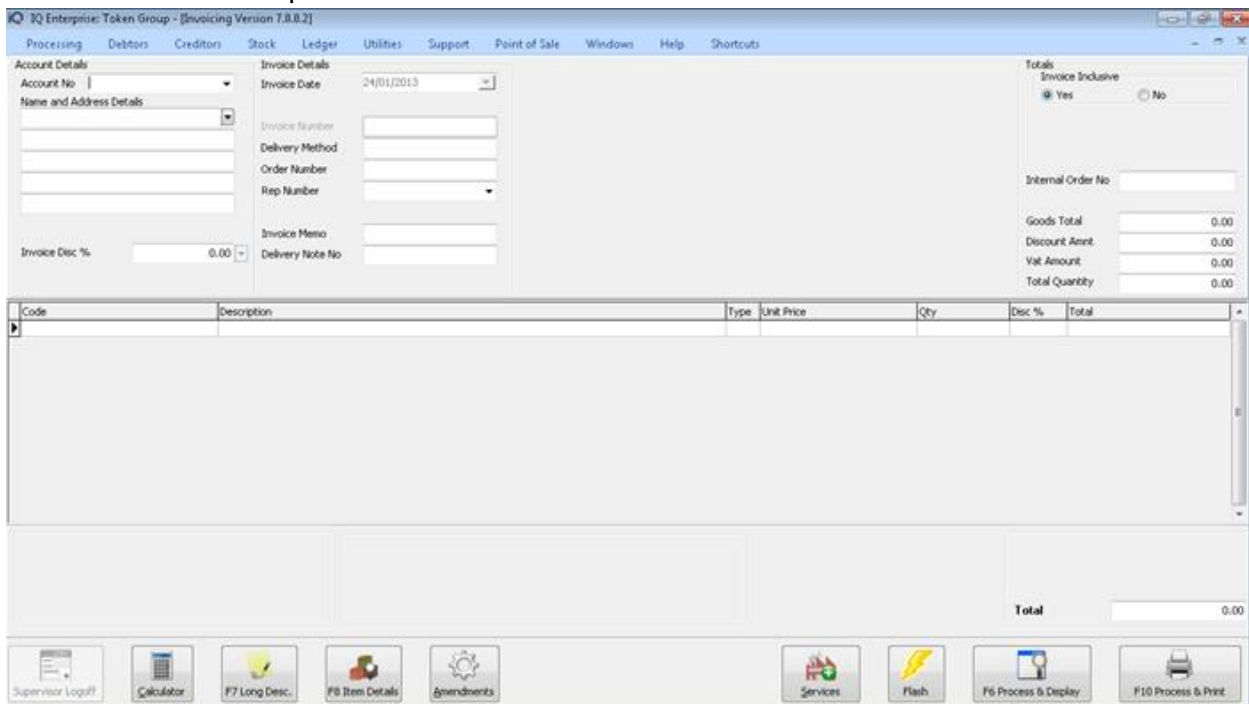 IQ Enterprise: Token Group - [Invoicing Version 7.0.0.2]
Processing Debtors Creditors Stock Ledger Utilities Support Point of Sale Windows Help Shortcuts
Account Details
Account No
Name and Address Details
Invoice Disc % 0.00
Invoice Details
Invoice Date 24/01/2013
Invoice Number
Delivery Method
Order Number
Rep Number
Invoice Memo
Delivery Note No
Totals
Invoice Inclusive
Yes No
Internal Order No
Goods Total 0.00
Discount Amnt 0.00
Vat Amount 0.00
Total Quantity 0.00
Code Description Type Unit Price Qty Disc % Total
Total 0.00
Supervisor Logoff Calculator F7 Long Desc. F8 Item Details Amendments Services Flash F6 Process & Display F10 Process & Print